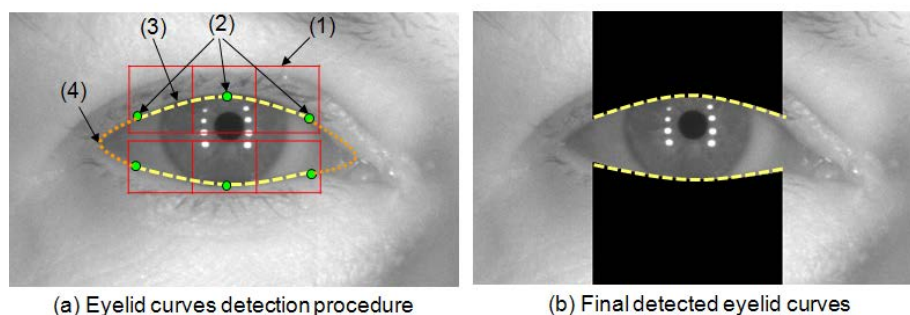 (1)
(2)
(3)
(4)
(a) Eyelid curves detection procedure
(b) Final detected eyelid curves